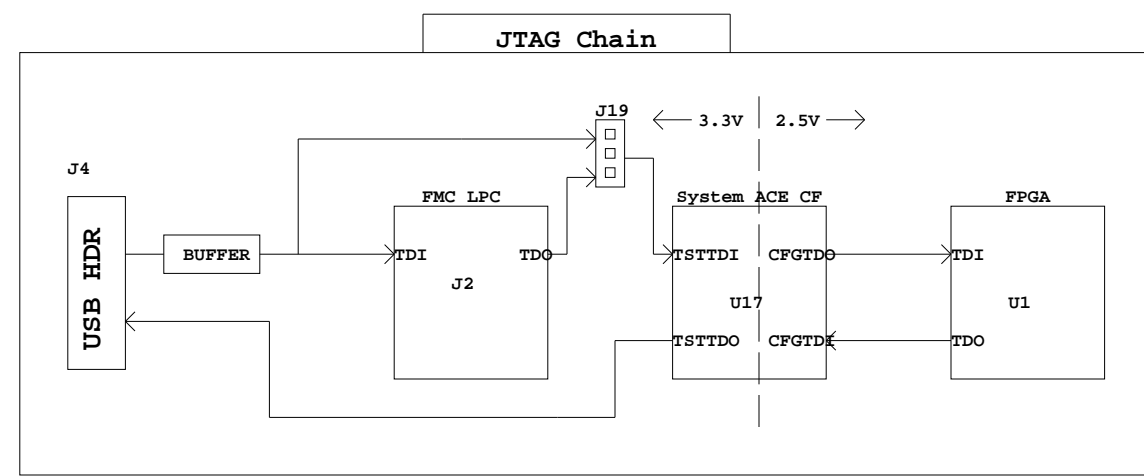 JTAG Chain
J19
3.3V
2.5V
J4
FMC LPC
System ACE CF
FPGA
USB HDR
BUFFER
TDI
TDO
J2
TSTTDI
CFGTDO
U17
TSTTDO
CFGTDI
TDI
U1
TDO